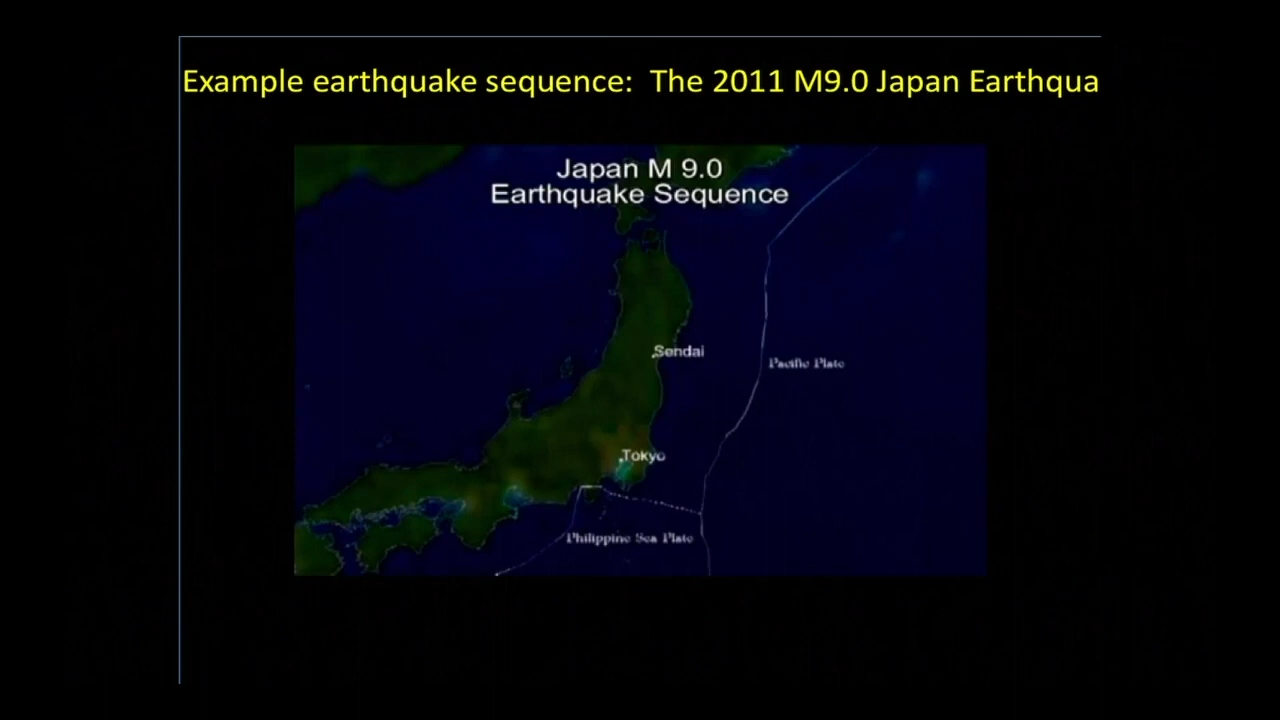 Example earthquake sequence:  The 2011 M9.0 Japan Earthqua
Japan M 9.0
Earthquake Sequence
Sendai
Pacific Plate
Tokyo
Philippine Sea Plate